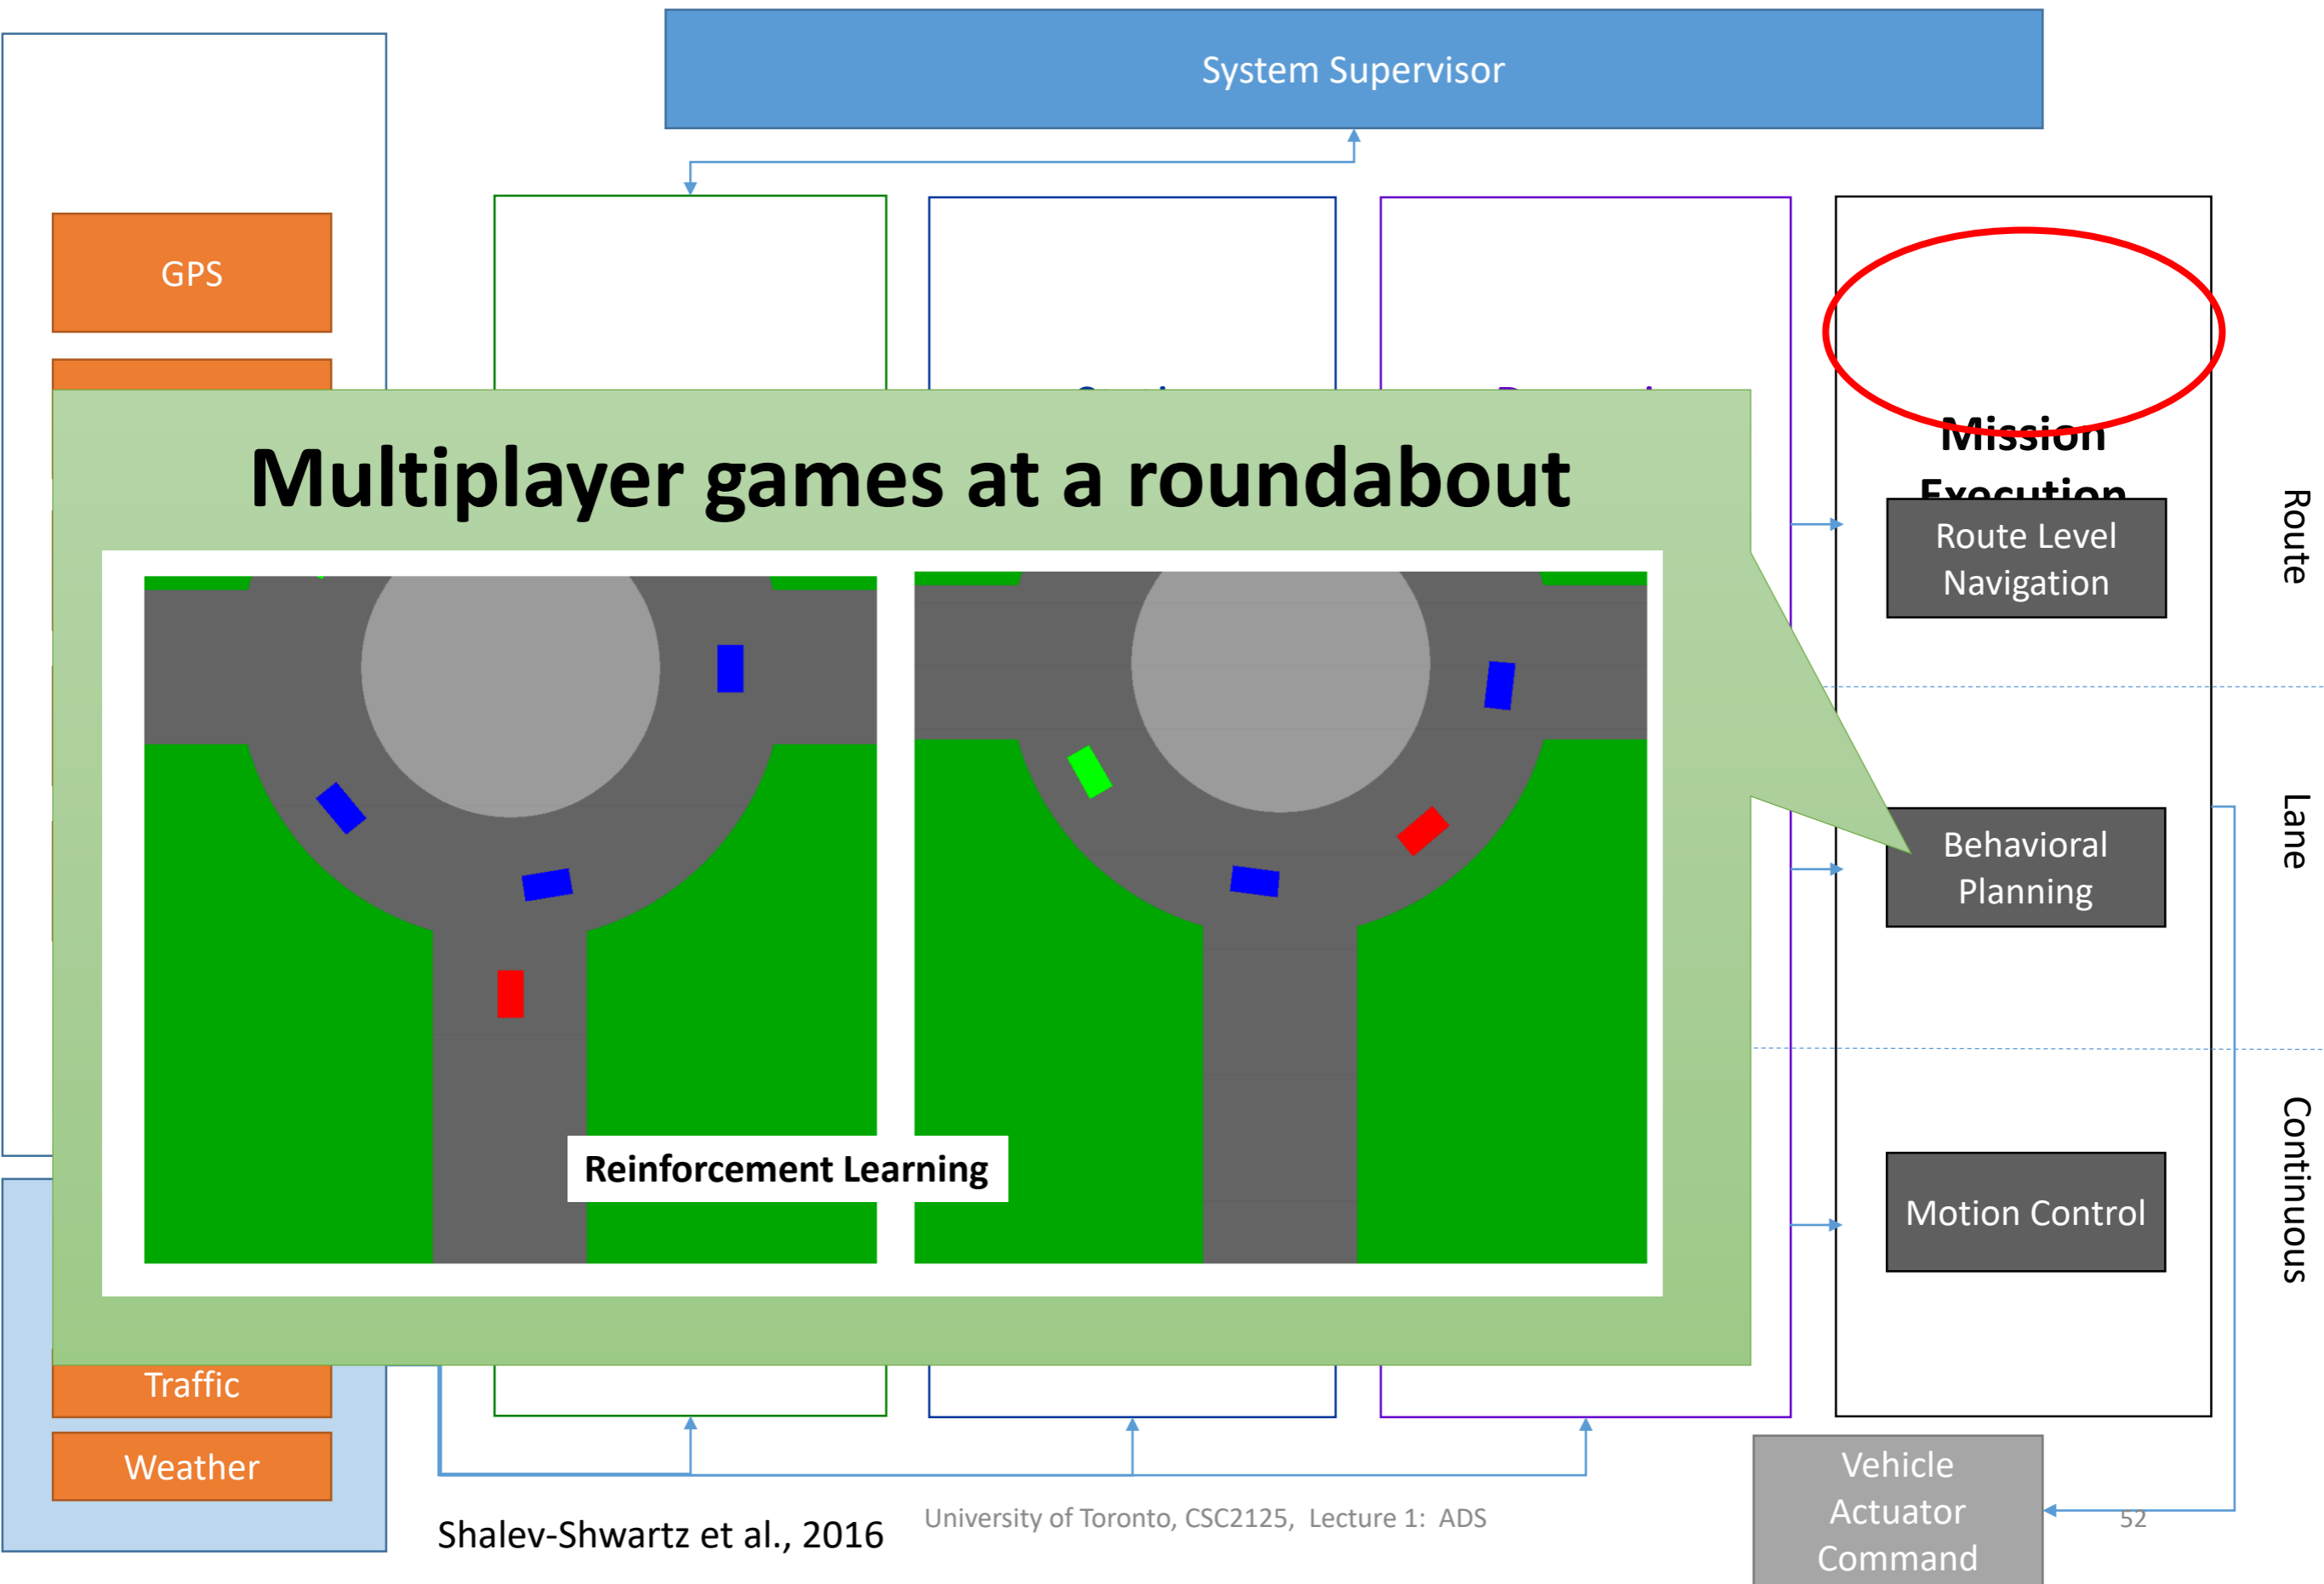 System Supervisor
GPS
Mission
Execution
Multiplayer games at a roundabout
Route Level
Navigation
Route
Behavioral
Planning
Lane
Reinforcement Learning
Motion Control
Continuous
Traffic
Weather
Vehicle
Actuator
Command
Shalev-Shwartz et al., 2016
University of Toronto, CSC2125, Lecture 1: ADS
52